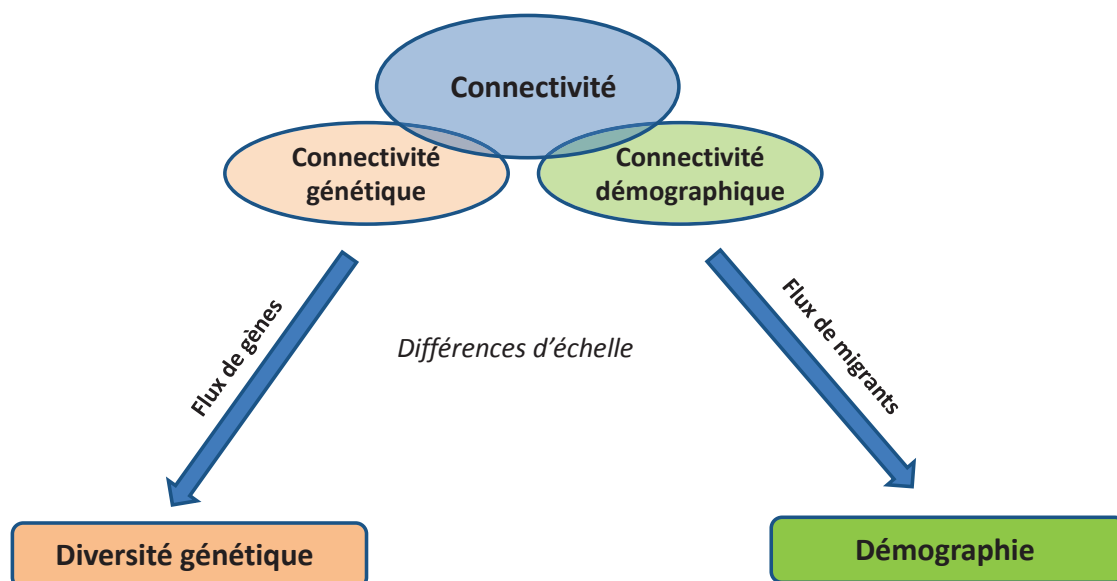 Connectivité
Connectivité
génétique
Connectivité
démographique
Flux de gènes
Différences d’échelle
Flux de migrants
Diversité génétique
Démographie